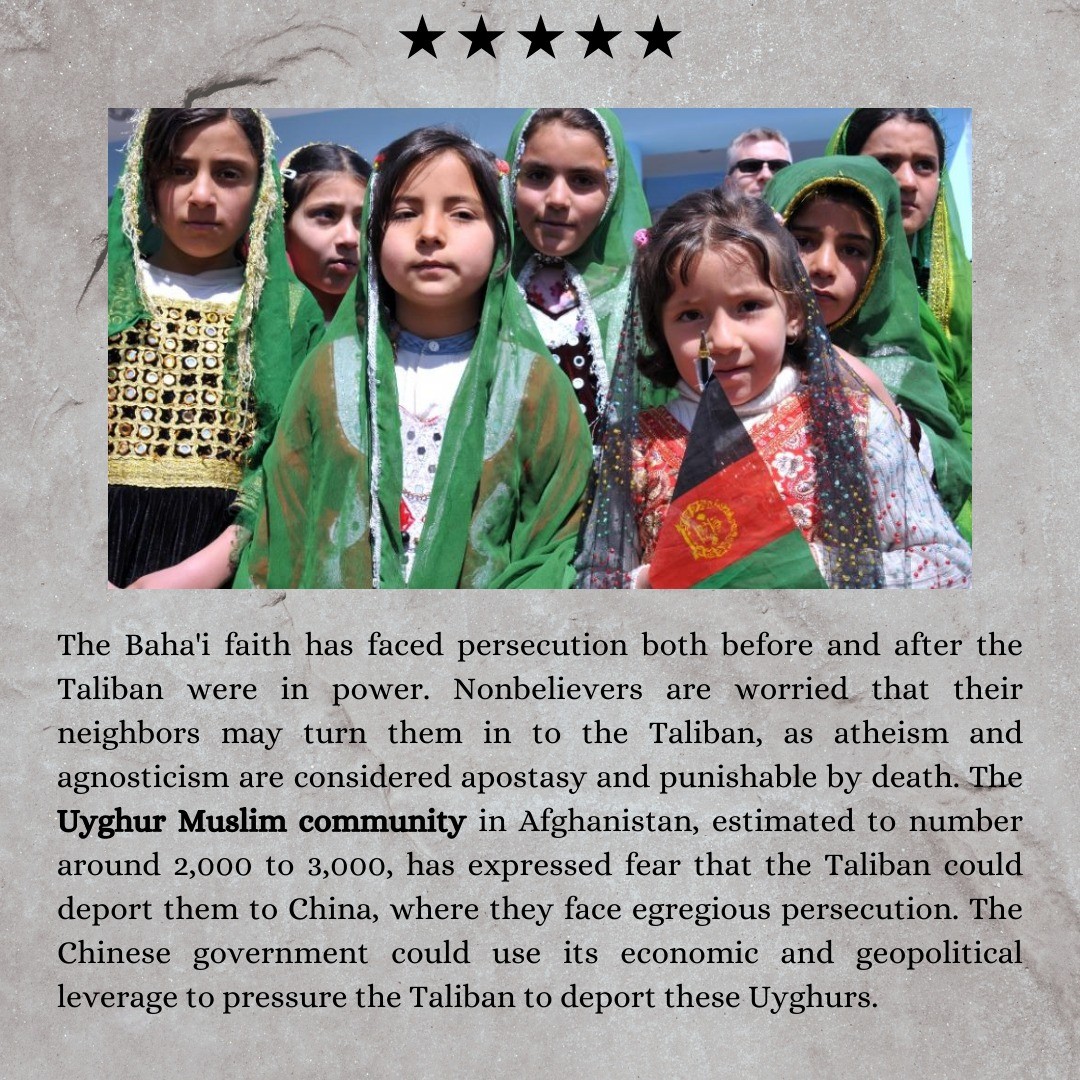 The Baha'i faith has faced persecution both before and after the
Taliban were in power. Nonbelievers are worried that their
neighbors may turn them in to the Taliban, as atheism and
agnosticism are considered apostasy and punishable by death. The
Uyghur Muslim community in Afghanistan, estimated to number
around 2,000 to 3,000, has expressed fear that the Taliban could
deport them to China, where they face egregious persecution. The
Chinese government could use its economic and geopolitical
leverage to pressure the Taliban to deport these Uyghurs.